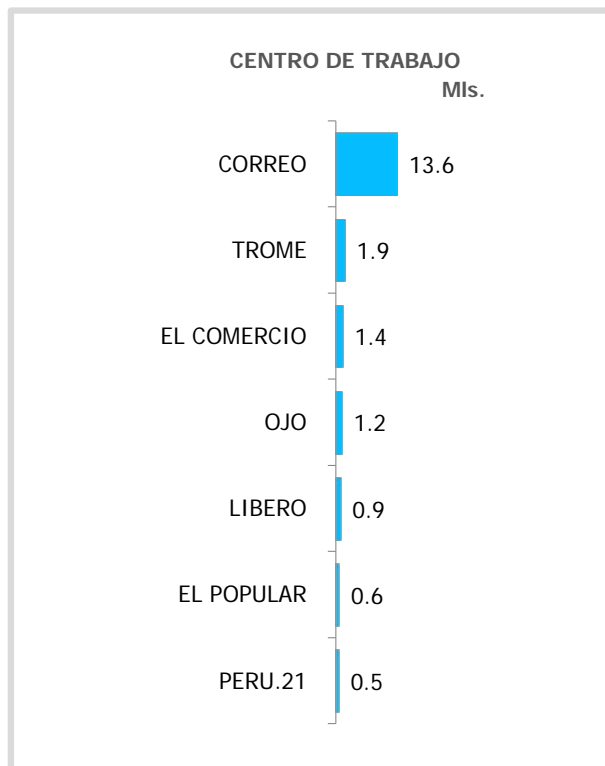 CENTRO DE TRABAJO
Mls.
CORREO 13.6
TROME 1.9
EL COMERCIO 1.4
OJO 1.2
LIBERO 0.9
EL POPULAR 0.6
PERU.21 0.5